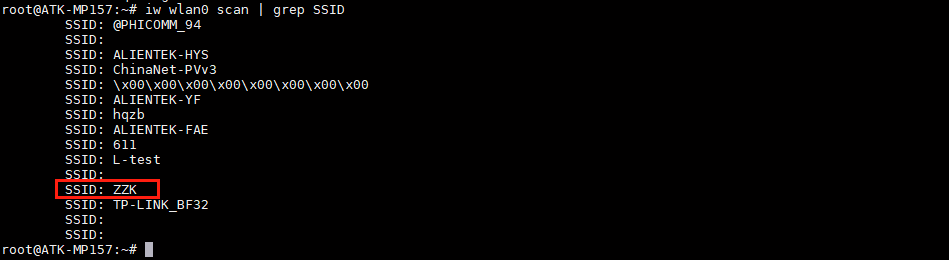 root@ATK-MP157:~# iw wlan0 scan | grep SSID
SSID: @PHICOMM_94
SSID:
SSID: ALIENTEK-HYS
SSID: ChinaNet-PVv3
SSID: \x00\x00\x00\x00\x00\x00\x00\x00
SSID: ALIENTEK-YF
SSID: hqzb
SSID: ALIENTEK-FAE
SSID: 611
SSID: L-test
SSID:
SSID: ZZK
SSID: TP-LINK_BF32
SSID:
SSID:
root@ATK-MP157:~#